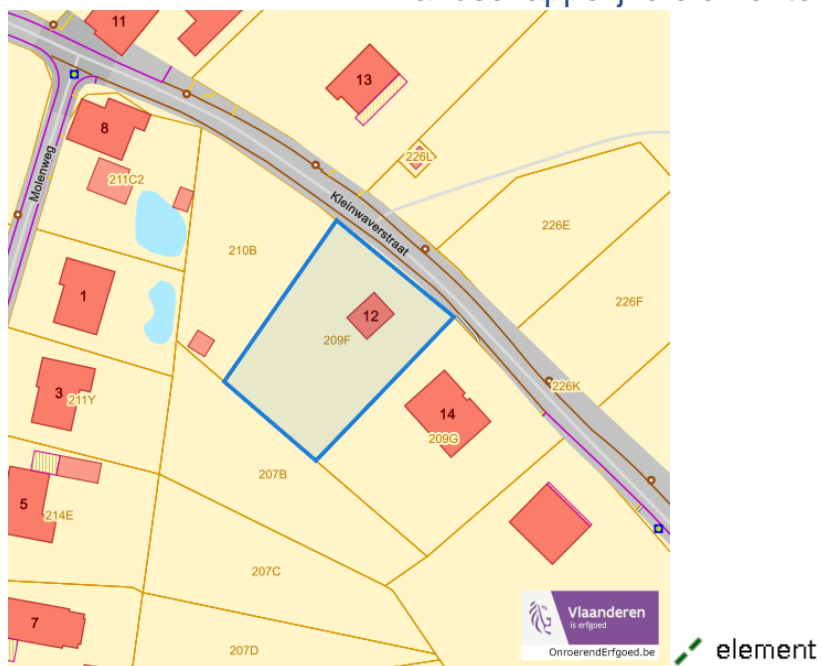 11
13
8
226L
211C2
Molenweg
Kleinwaverstraat
226E
210B
1
226F
12
209F
3
211Y
226K
14
209G
207B
5
214E
207C
Vlaanderen
is erfgoed
7
207D
OnroerendErfgoed.be
element